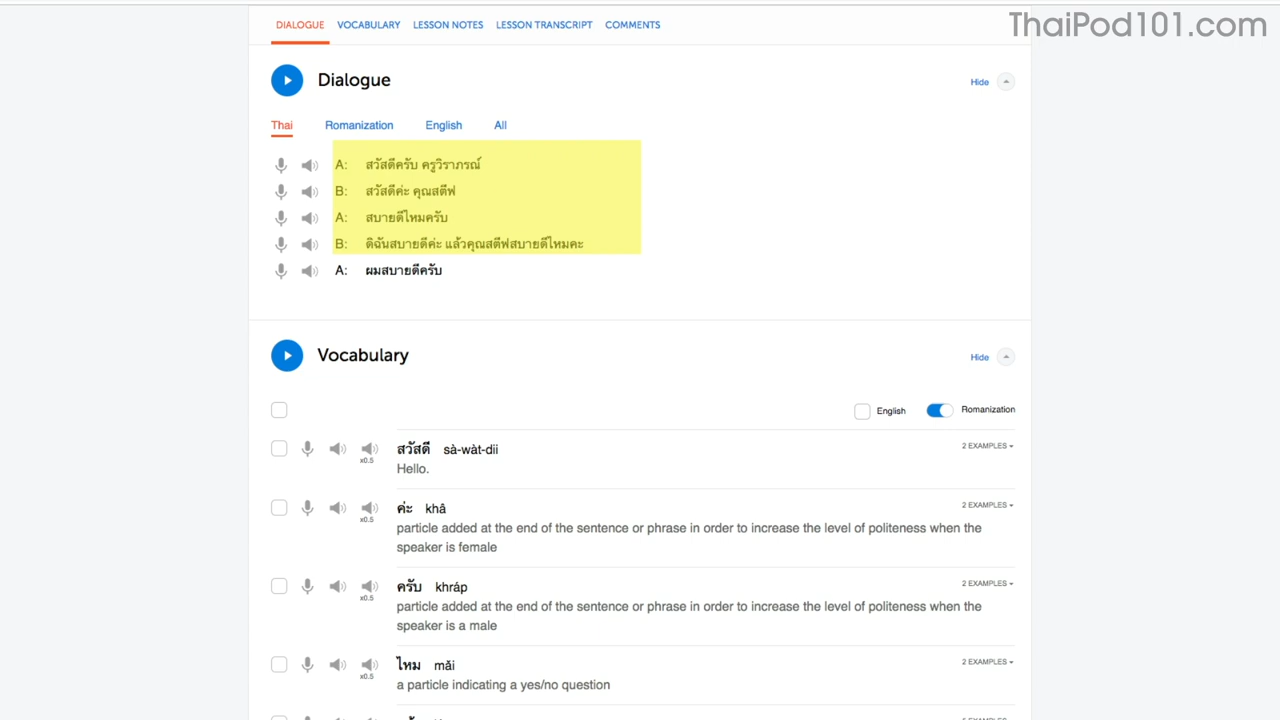 ThaiPod101.com
DIALOGUE VOCABULARY LESSON NOTES LESSON TRANSCRIPT COMMENTS
Dialogue
Hide
Thai Romanization English All
A: สวัสดีครับ ครูวิราภรณ์
B: สวัสดีค่ะ คุณสตีฟ
A: สบายดีไหมครับ
B: ดิฉันสบายดีค่ะ แล้วคุณสตีฟสบายดีไหมคะ
A: ผมสบายดีครับ
Vocabulary
Hide
English Romanization
สวัสดี sà-wàt-dii 2 EXAMPLES
x0.5
Hello.
ค่ะ khâ 2 EXAMPLES
x0.5
particle added at the end of the sentence or phrase in order to increase the level of politeness when the
speaker is female
ครับ khráp 2 EXAMPLES
x0.5
particle added at the end of the sentence or phrase in order to increase the level of politeness when the
speaker is a male
ไหม mǎi 2 EXAMPLES
x0.5
a particle indicating a yes/no question